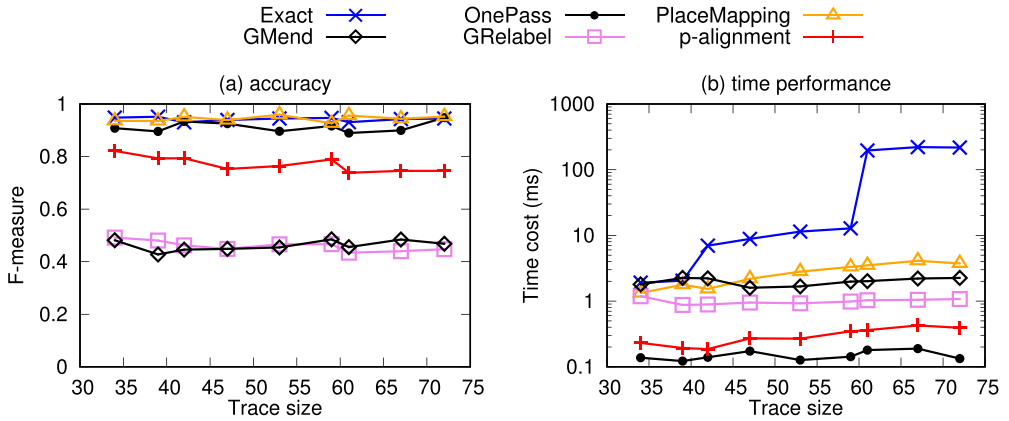 Exact OnePass PlaceMapping
GMend GRelabel p-alignment
(a) accuracy
1
0.8
0.6
0.4
0.2
0
F-measure
30 35 40 45 50 55 60 65 70 75
Trace size
(b) time performance
1000
100
10
1
0.1
Time cost (ms)
30 35 40 45 50 55 60 65 70 75
Trace size